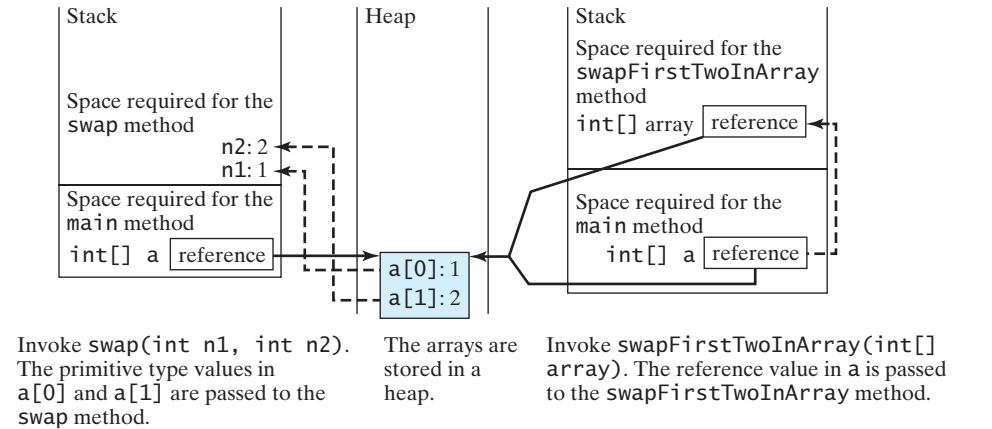 Stack
Space required for the
swap method
n2: 2
n1: 1
Space required for the
main method
int[] a reference
Heap
a[0]: 1
a[1]: 2
Stack
Space required for the
swapFirstTwoInArray
method
int[] array reference
Space required for the
main method
int[] a reference
Invoke swap(int n1, int n2).
The primitive type values in
a[0] and a[1] are passed to the
swap method.
The arrays are
stored in a
heap.
Invoke swapFirstTwoInArray(int[]
array). The reference value in a is passed
to the swapFirstTwoInArray method.